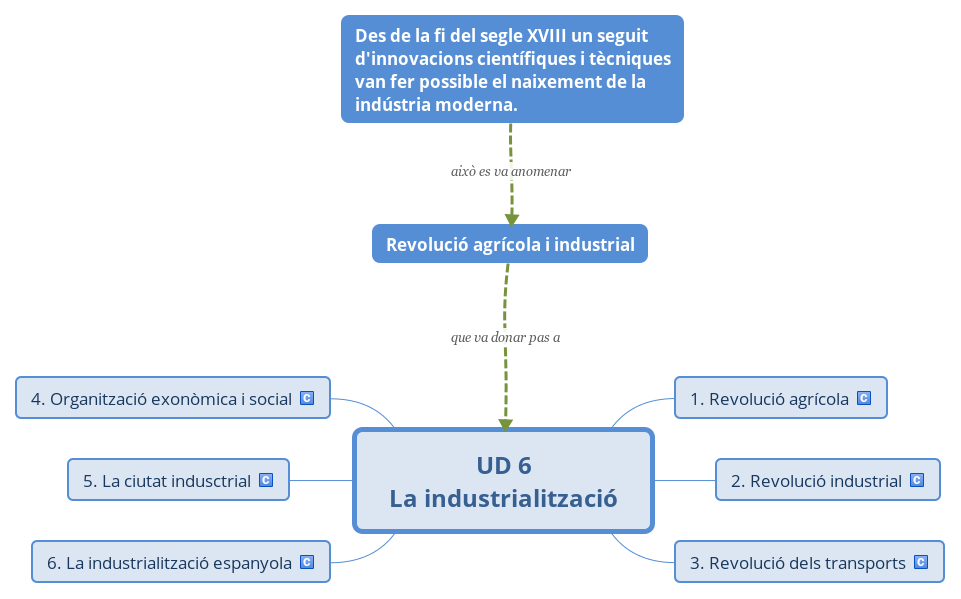 Des de la fi del segle XVIII un seguit
d'innovacions científiques i tècniques
van fer possible el naixement de la
indústria moderna.
això es va anomenar
Revolució agrícola i industrial
que va donar pas a
UD 6
La industrialització
1. Revolució agrícola C
2. Revolució industrial C
3. Revolució dels transports C
4. Organització exonòmica i social C
5. La ciutat indusctrial C
6. La industrialització espanyola C